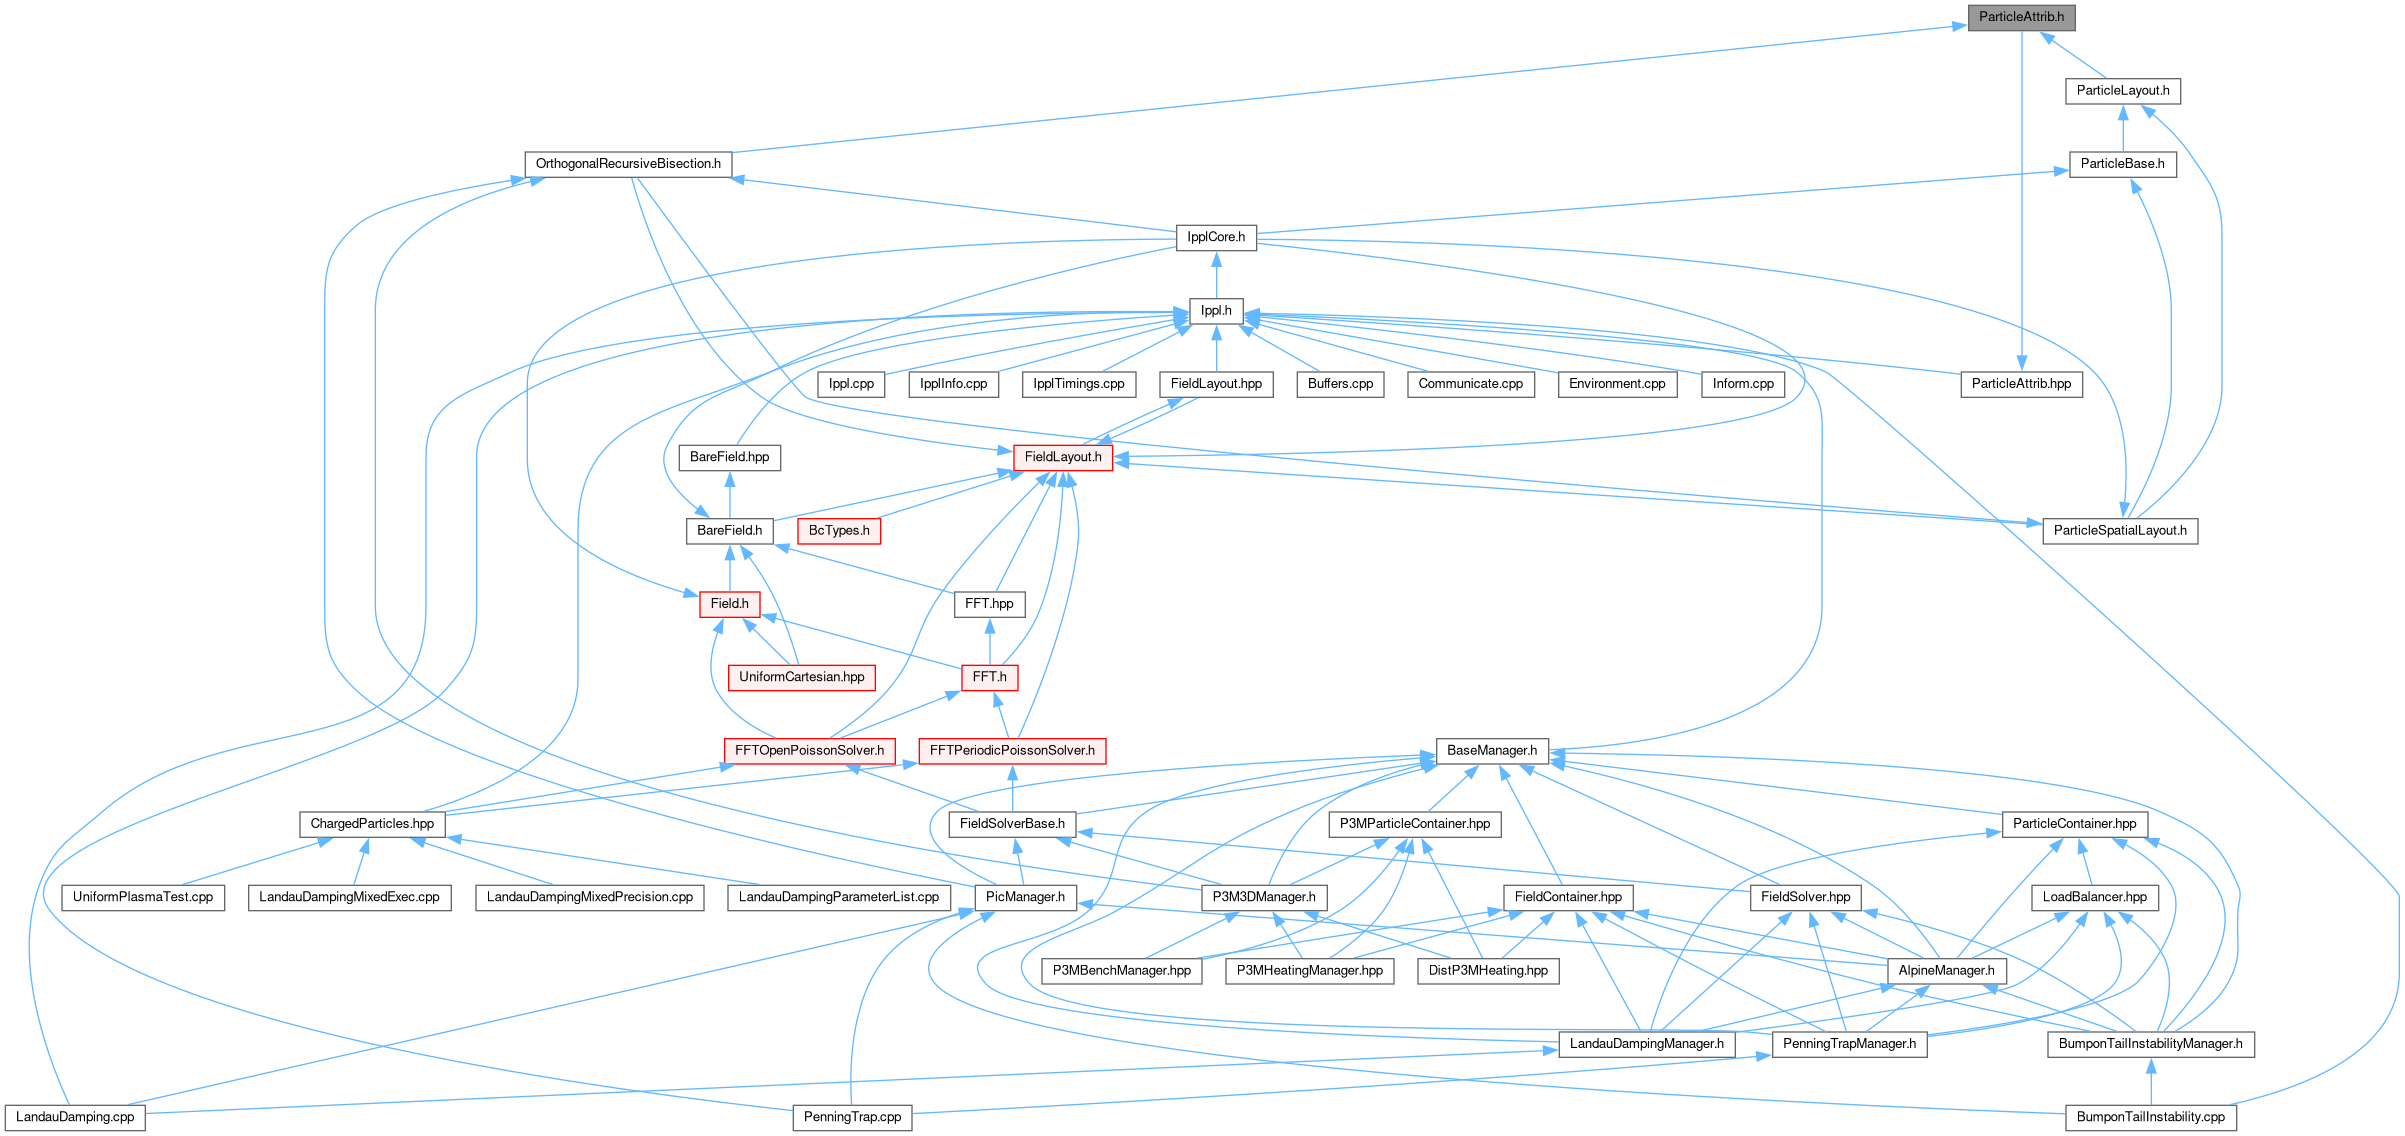 ParticleAttrib.h
ParticleLayout.h
OrthogonalRecursiveBisection.h
ParticleBase.h
IpplCore.h
Ippl.h
Ippl.cpp
IpplInfo.cpp
IpplTimings.cpp
FieldLayout.hpp
Buffers.cpp
Communicate.cpp
Environment.cpp
Inform.cpp
ParticleAttrib.hpp
BareField.hpp
FieldLayout.h
BareField.h
BcTypes.h
ParticleSpatialLayout.h
Field.h
FFT.hpp
UniformCartesian.hpp
FFT.h
FFTOpenPoissonSolver.h
FFTPeriodicPoissonSolver.h
BaseManager.h
ChargedParticles.hpp
FieldSolverBase.h
P3MParticleContainer.hpp
ParticleContainer.hpp
UniformPlasmaTest.cpp
LandauDampingMixedExec.cpp
LandauDampingMixedPrecision.cpp
LandauDampingParameterList.cpp
PicManager.h
P3M3DManager.h
FieldContainer.hpp
FieldSolver.hpp
LoadBalancer.hpp
P3MBenchManager.hpp
P3MHeatingManager.hpp
DistP3MHeating.hpp
AlpineManager.h
LandauDampingManager.h
PenningTrapManager.h
BumponTailInstabilityManager.h
LandauDamping.cpp
PenningTrap.cpp
BumponTailInstability.cpp